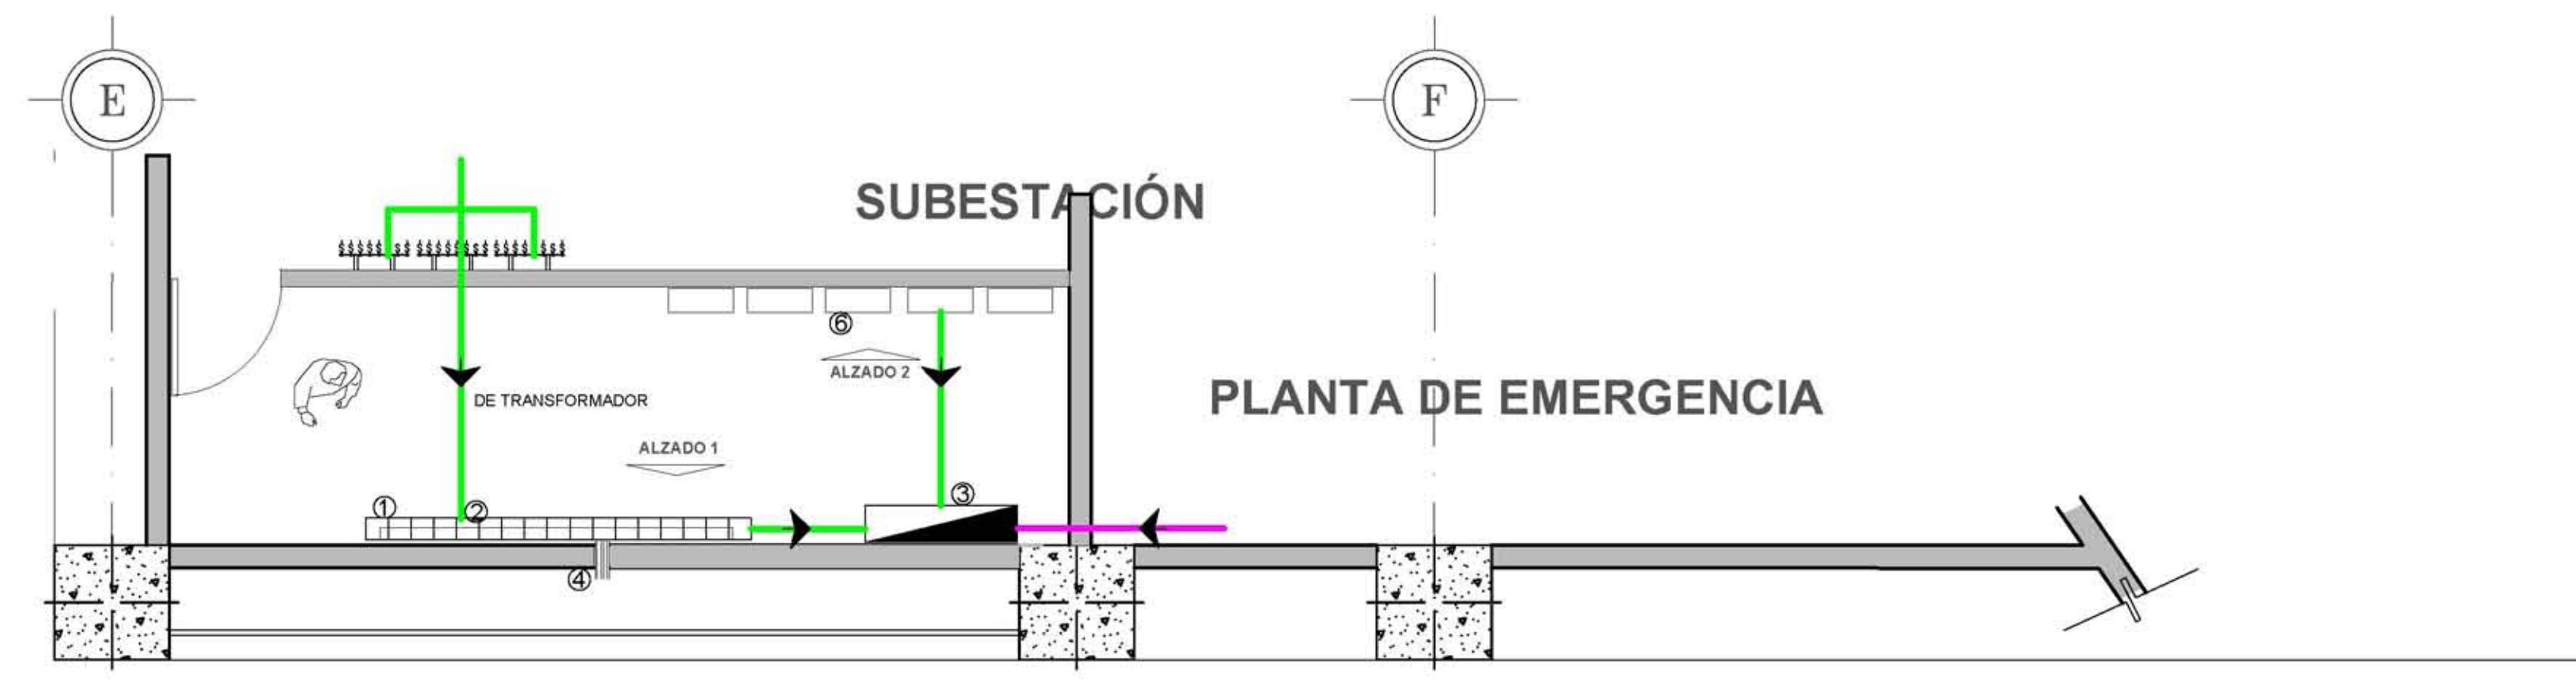 E
F
SUBESTACIÓN
⑥
ALZADO 2
DE TRANSFORMADOR
PLANTA DE EMERGENCIA
ALZADO 1
①
②
③
④